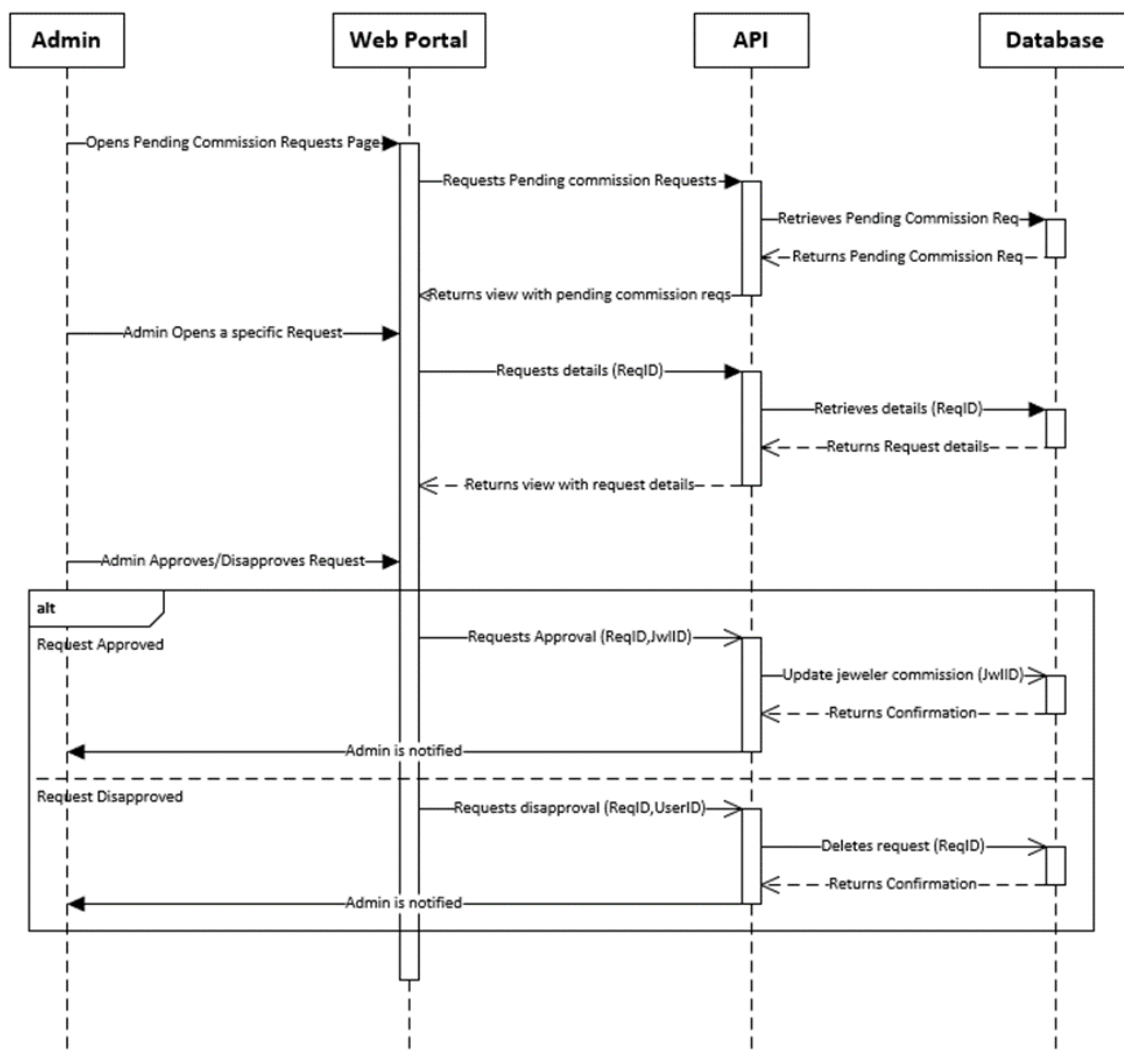 Admin
Web Portal
API
Database
Opens Pending Commission Requests Page
Requests Pending commission Requests
Retrieves Pending Commission Req
Returns Pending Commission Req
Returns view with pending commission reqs
Admin Opens a specific Request
Requests details (ReqID)
Retrieves details (ReqID)
Returns Request details
Returns view with request details
Admin Approves/Disapproves Request
alt
Request Approved
Requests Approval (ReqID,JwlID)
Update jeweler commission (JwlID)
Returns Confirmation
Admin is notified
Request Disapproved
Requests disapproval (ReqID,UserID)
Deletes request (ReqID)
Returns Confirmation
Admin is notified